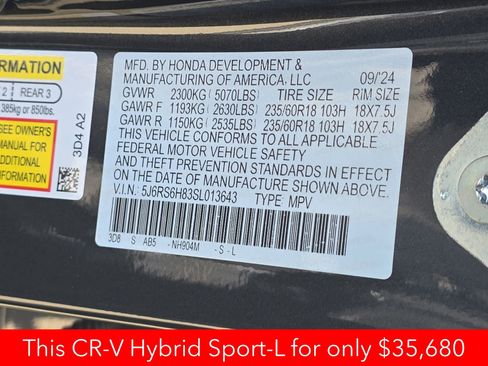 FORMATION
2 REAR 3
385kg or 850lbs.
SEE OWNER'S
MANUAL FOR
ADDITIONAL
INFORMATION
3D4 A2
MFD. BY HONDA DEVELOPMENT &
MANUFACTURING OF AMERICA, LLC 09/24
GVWR 2300KG (5070LBS) TIRE SIZE RIM SIZE
GAWR F 1193KG (2630LBS) 235/60R18 103H 18X7.5J
GAWR R 1150KG (2535LBS) 235/60R18 103H 18X7.5J
THIS VEHICLE CONFORMS TO ALL APPLICABLE
FEDERAL MOTOR VEHICLE SAFETY
AND THEFT PREVENTION STANDARDS IN EFFECT
ON THE DATE OF MANUFACTURE SHOWN ABOVE.
V.I.N.: 5J6RS6H83SL013643 TYPE: MPV
3D8 S AB5 -NH904M -S-L
This CR-V Hybrid Sport-L for only $35,680